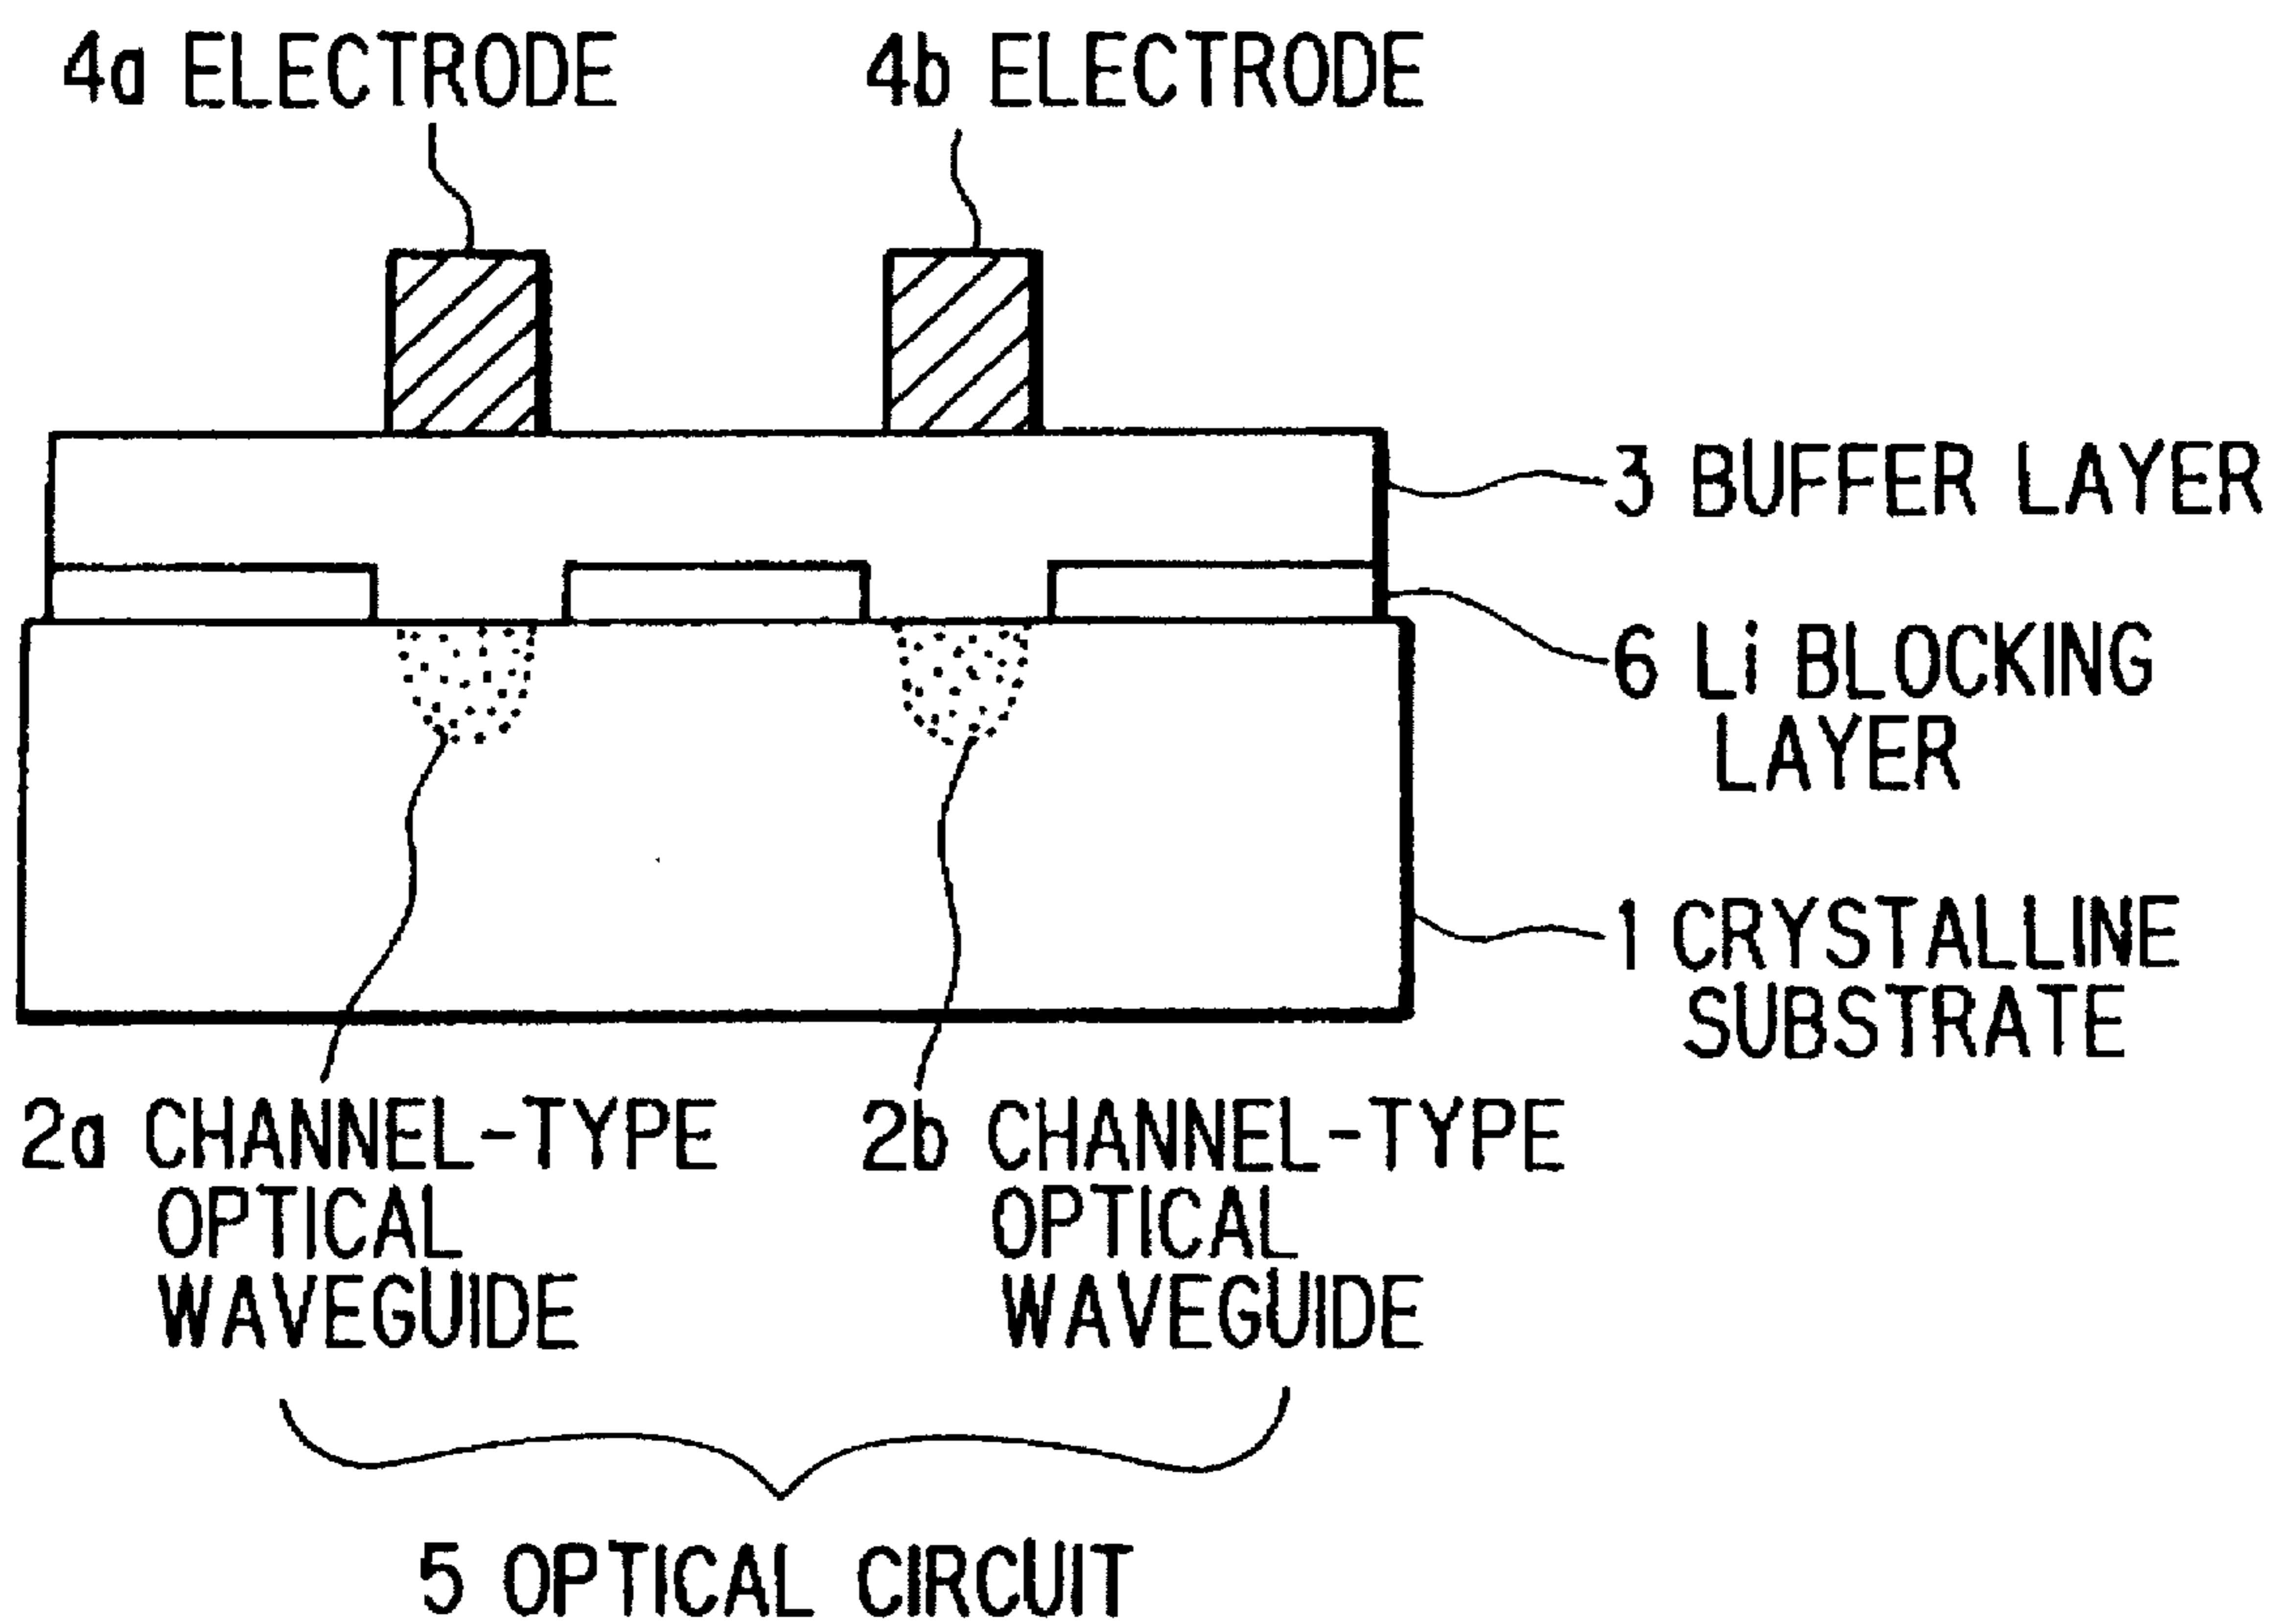 4a ELECTRODE
4b ELECTRODE
3 BUFFER LAYER
6 Li BLOCKING
LAYER
1 CRYSTALLINE
SUBSTRATE
2a CHANNEL-TYPE
OPTICAL
WAVEGUIDE
2b CHANNEL-TYPE
OPTICAL
WAVEGUIDE
5 OPTICAL CIRCUIT